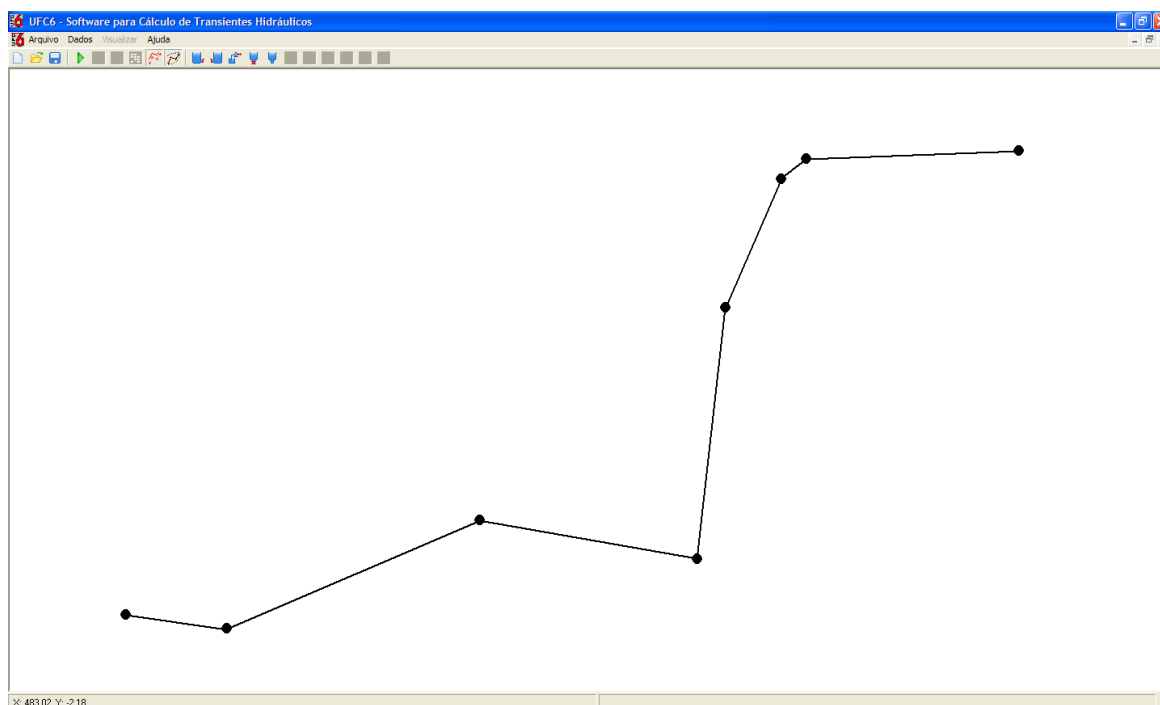 UFC6 - Software para Cálculo de Transientes Hidráulicos
Arquivo Dados Visualizar Ajuda
X: 483.02 Y: -2.18